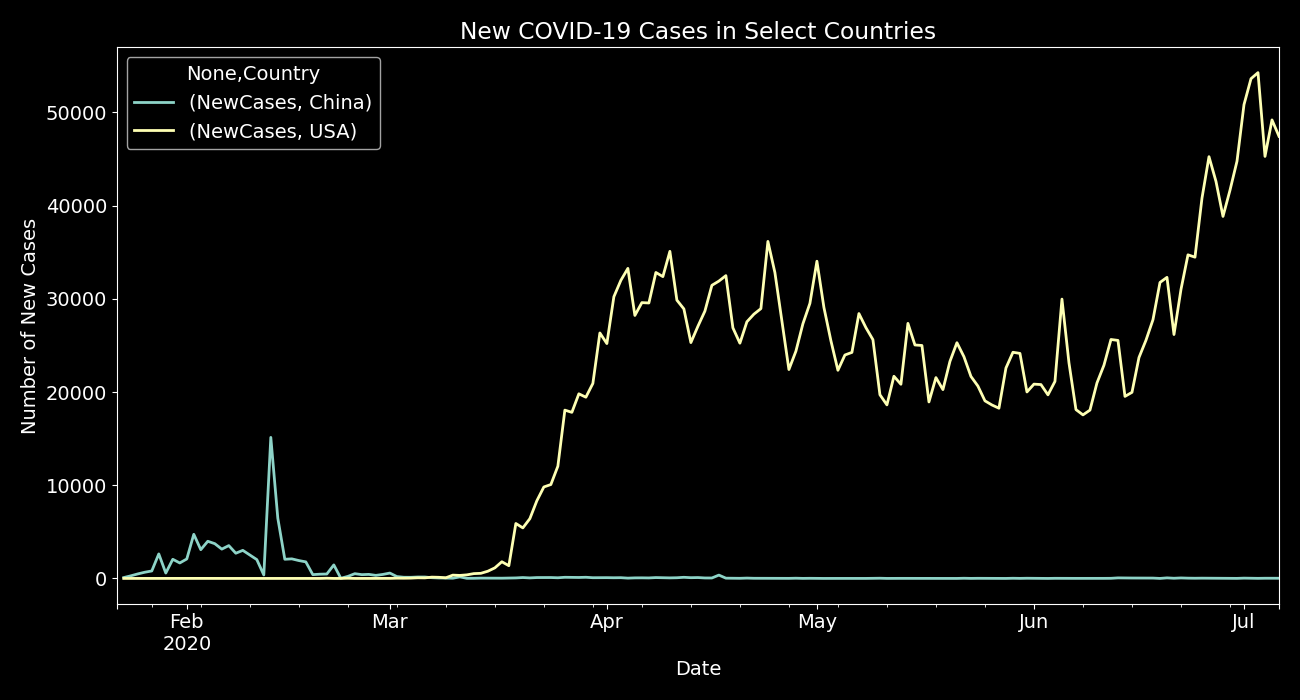 New COVID-19 Cases in Select Countries
None,Country
(NewCases, China)
(NewCases, USA)
Number of New Cases
50000
40000
30000
20000
10000
0
Feb
2020
Mar
Apr
May
Jun
Jul
Date